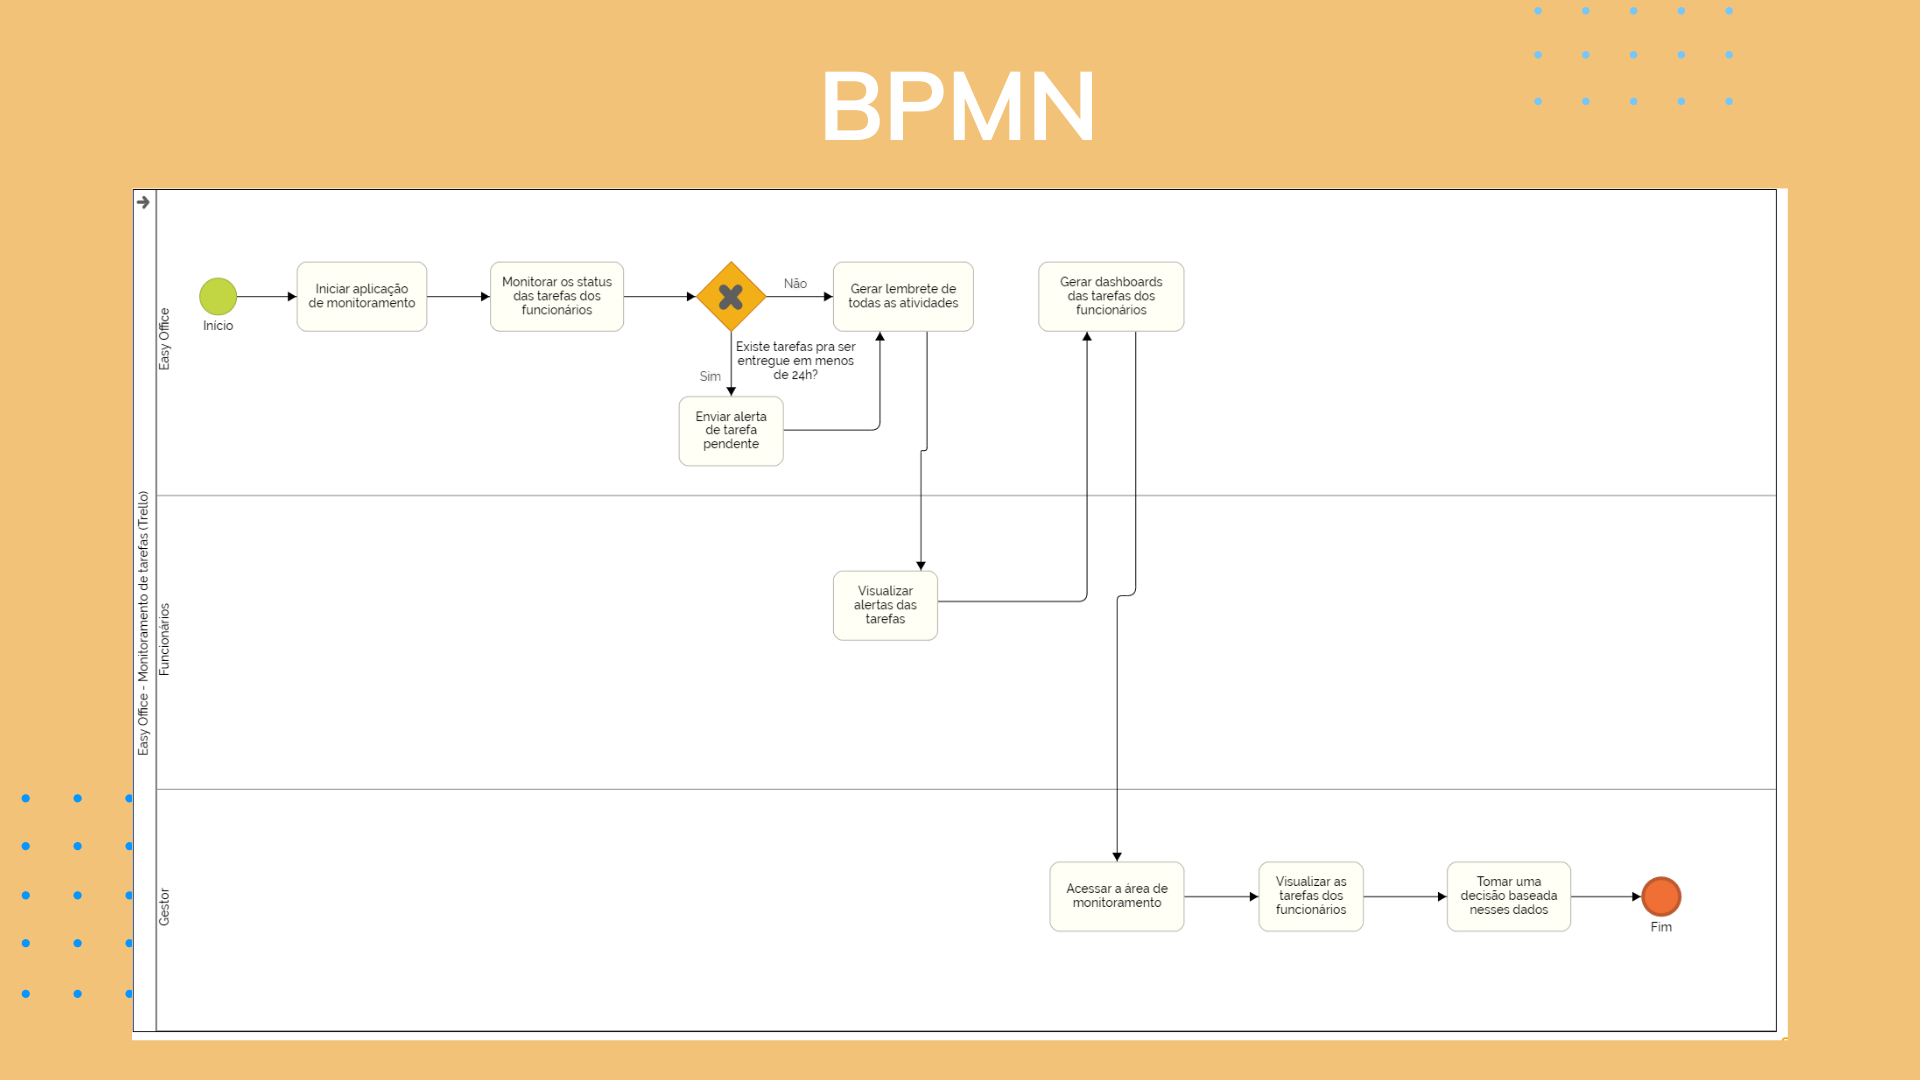 BPMN
Easy Office - Monitoramento de tarefas (Trello)
Easy Office
Início
Iniciar aplicação
de monitoramento
Monitorar os status
das tarefas dos
funcionários
Não
Existe tarefas pra ser
entregue em menos
de 24h?
Sim
Enviar alerta
de tarefa
pendente
Gerar lembrete de
todas as atividades
Gerar dashboards
das tarefas dos
funcionários
Funcionários
Visualizar
alertas das
tarefas
Gestor
Acessar a área de
monitoramento
Visualizar as
tarefas dos
funcionários
Tomar uma
decisão baseada
nesses dados
Fim